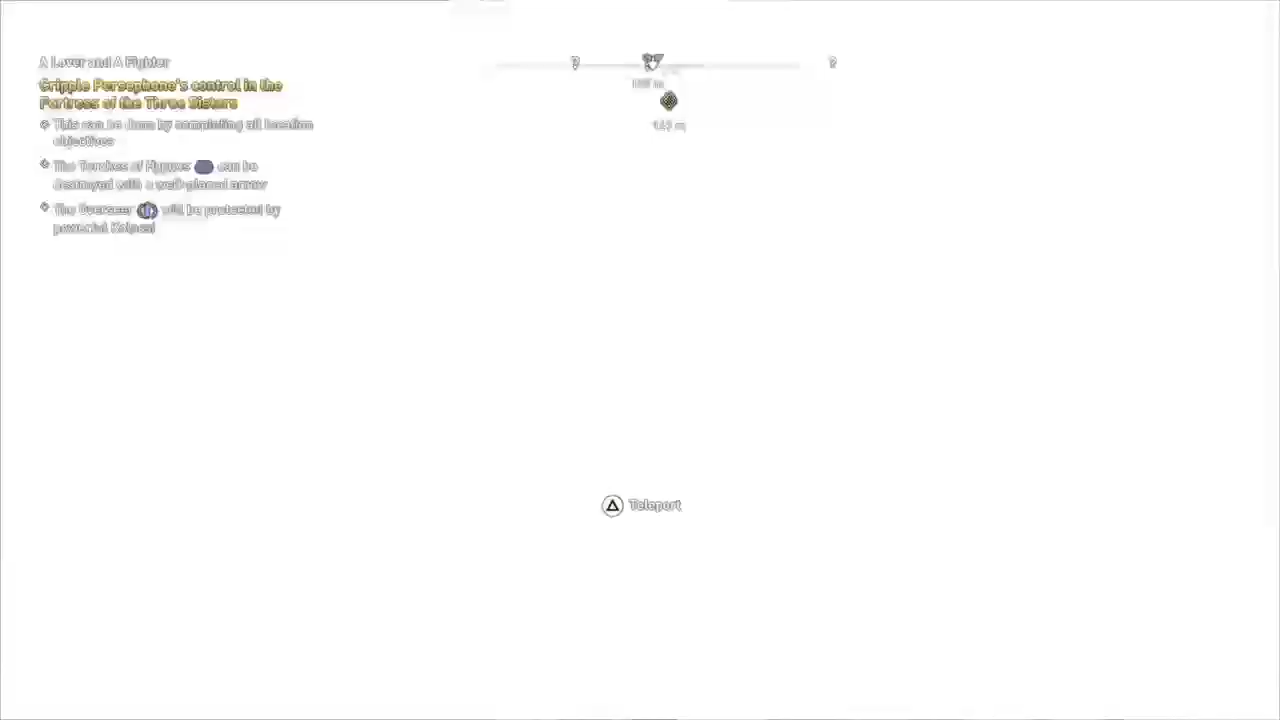 A Lover and A Fighter
Cripple Persephone's control in the
Fortress of the Three Sisters
This can be done by completing all location
objectives
The Torches of Hypnos can be
destroyed with a well-placed arrow
The Overseer will be protected by
powerful Kolossi
? ?
Teleport